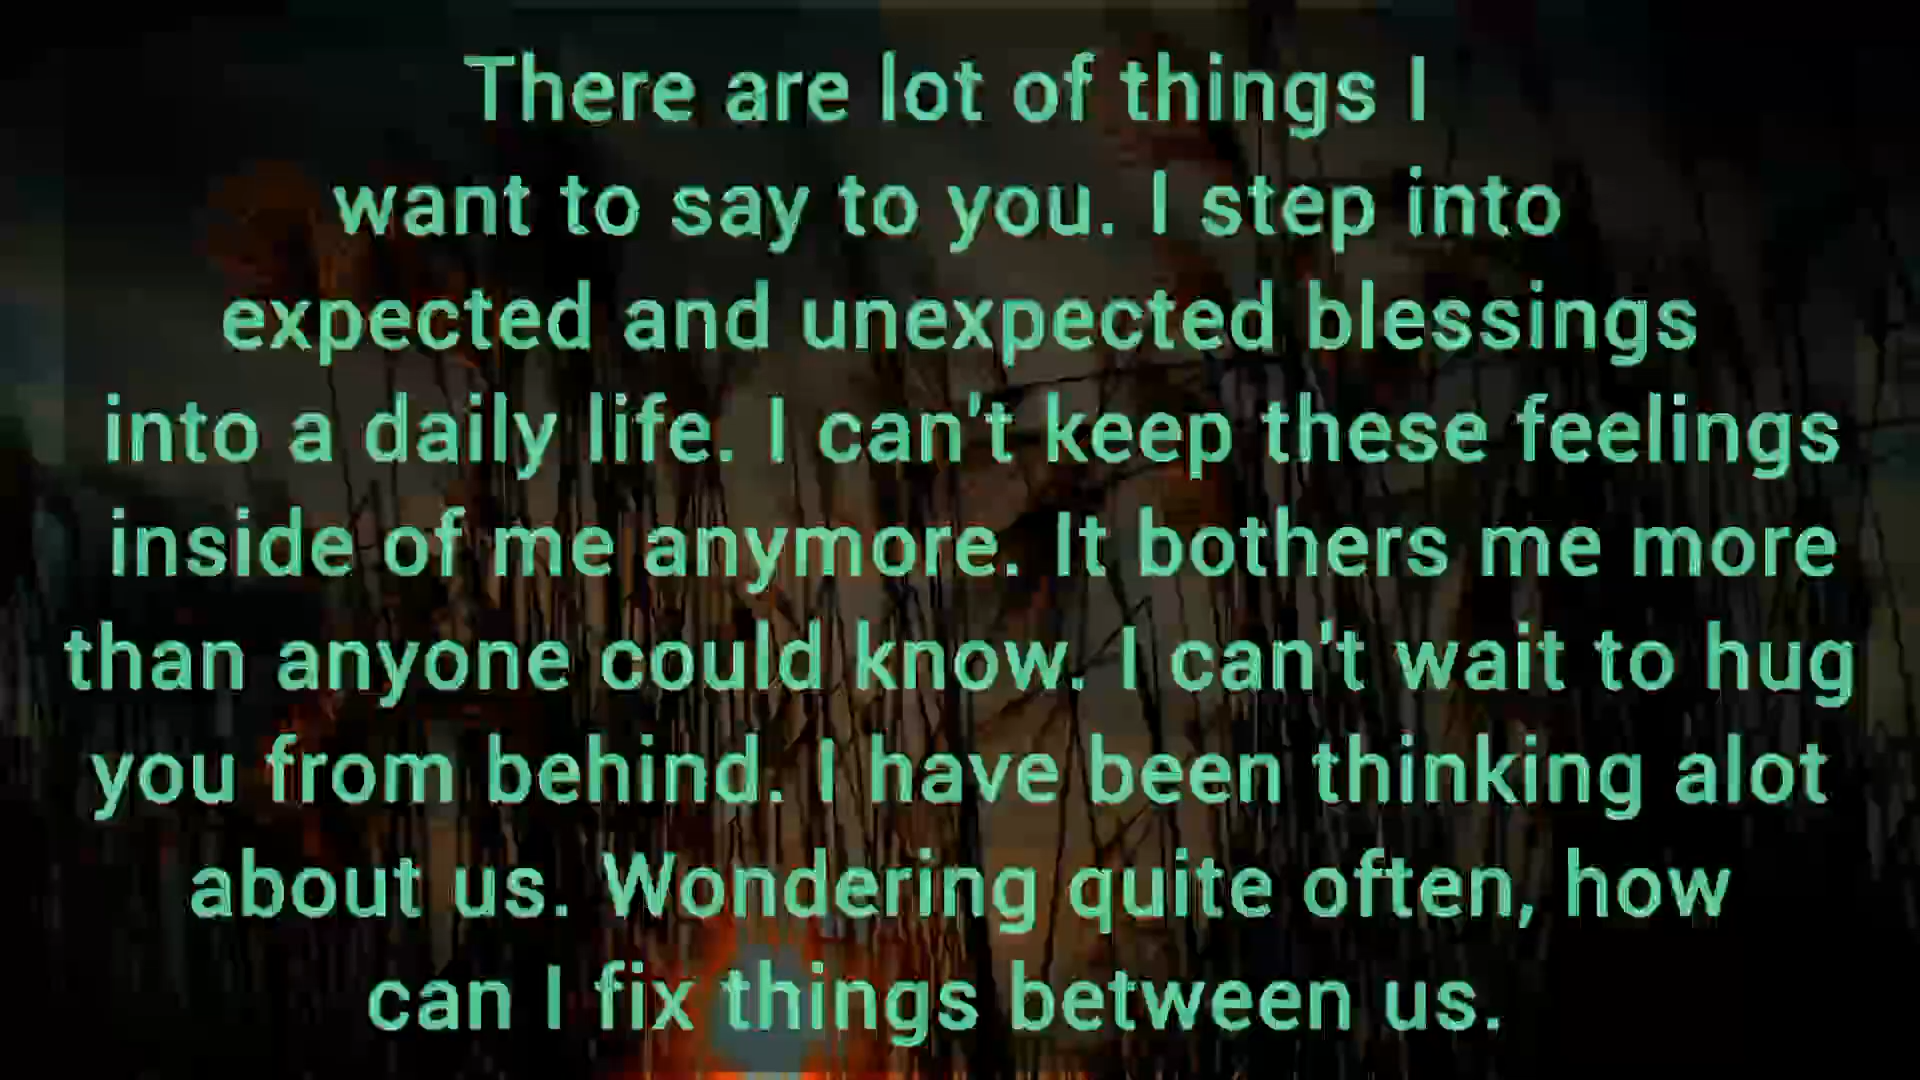 There are lot of things I
want to say to you. I step into
expected and unexpected blessings
into a daily life. I can't keep these feelings
inside of me anymore. It bothers me more
than anyone could know. I can't wait to hug
you from behind. I have been thinking alot
about us. Wondering quite often, how
can I fix things between us.